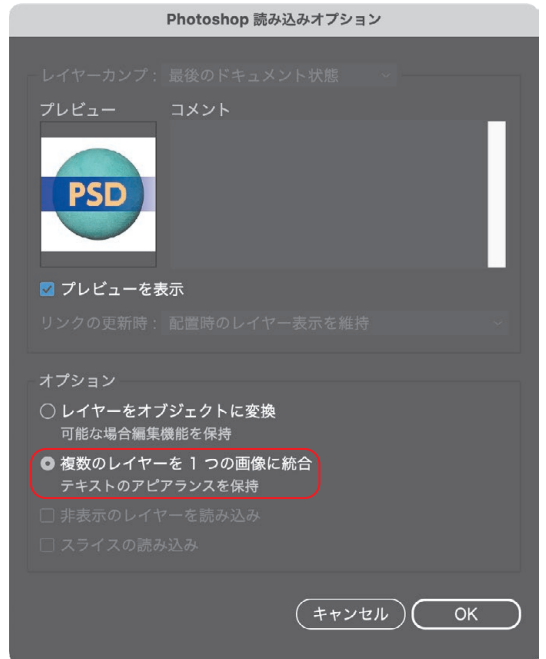 Photoshop 読み込みオプション
レイヤーカンプ： 最後のドキュメント状態
プレビュー
コメント
PSD
プレビューを表示
リンクの更新時： 配置時のレイヤー表示を維持
オプション
レイヤーをオブジェクトに変換
可能な場合編集機能を保持
複数のレイヤーを 1 つの画像に統合
テキストのアピアランスを保持
非表示のレイヤーを読み込み
スライスの読み込み
キャンセル
OK